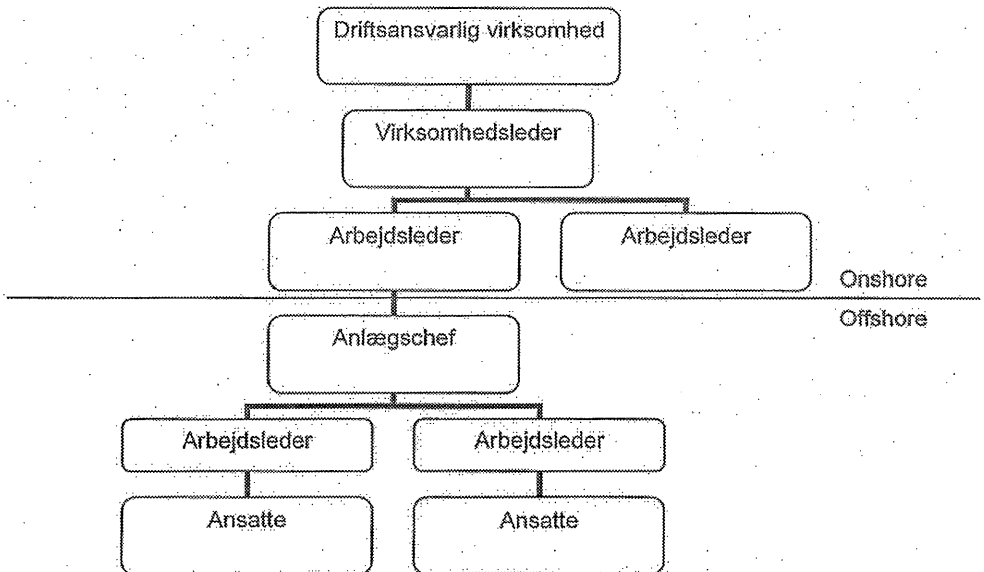 Driftsansvarlig virksomhed
Virksomhedsleder
Arbejdsleder
Arbejdsleder
Onshore
Offshore
Anlægschef
Arbejdsleder
Arbejdsleder
Ansatte
Ansatte